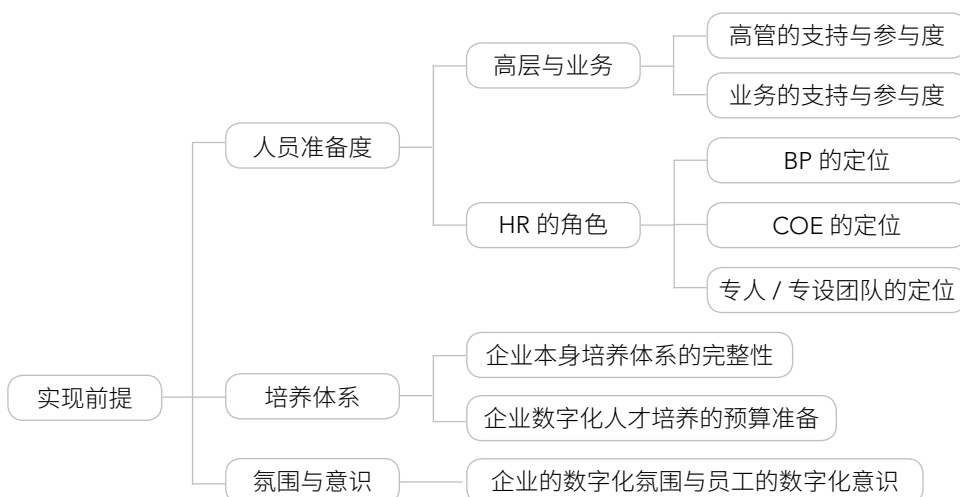 实现前提
人员准备度
高层与业务
高管的支持与参与度
业务的支持与参与度
HR 的角色
BP 的定位
COE 的定位
专人 / 专设团队的定位
培养体系
企业本身培养体系的完整性
企业数字化人才培养的预算准备
氛围与意识
企业的数字化氛围与员工的数字化意识